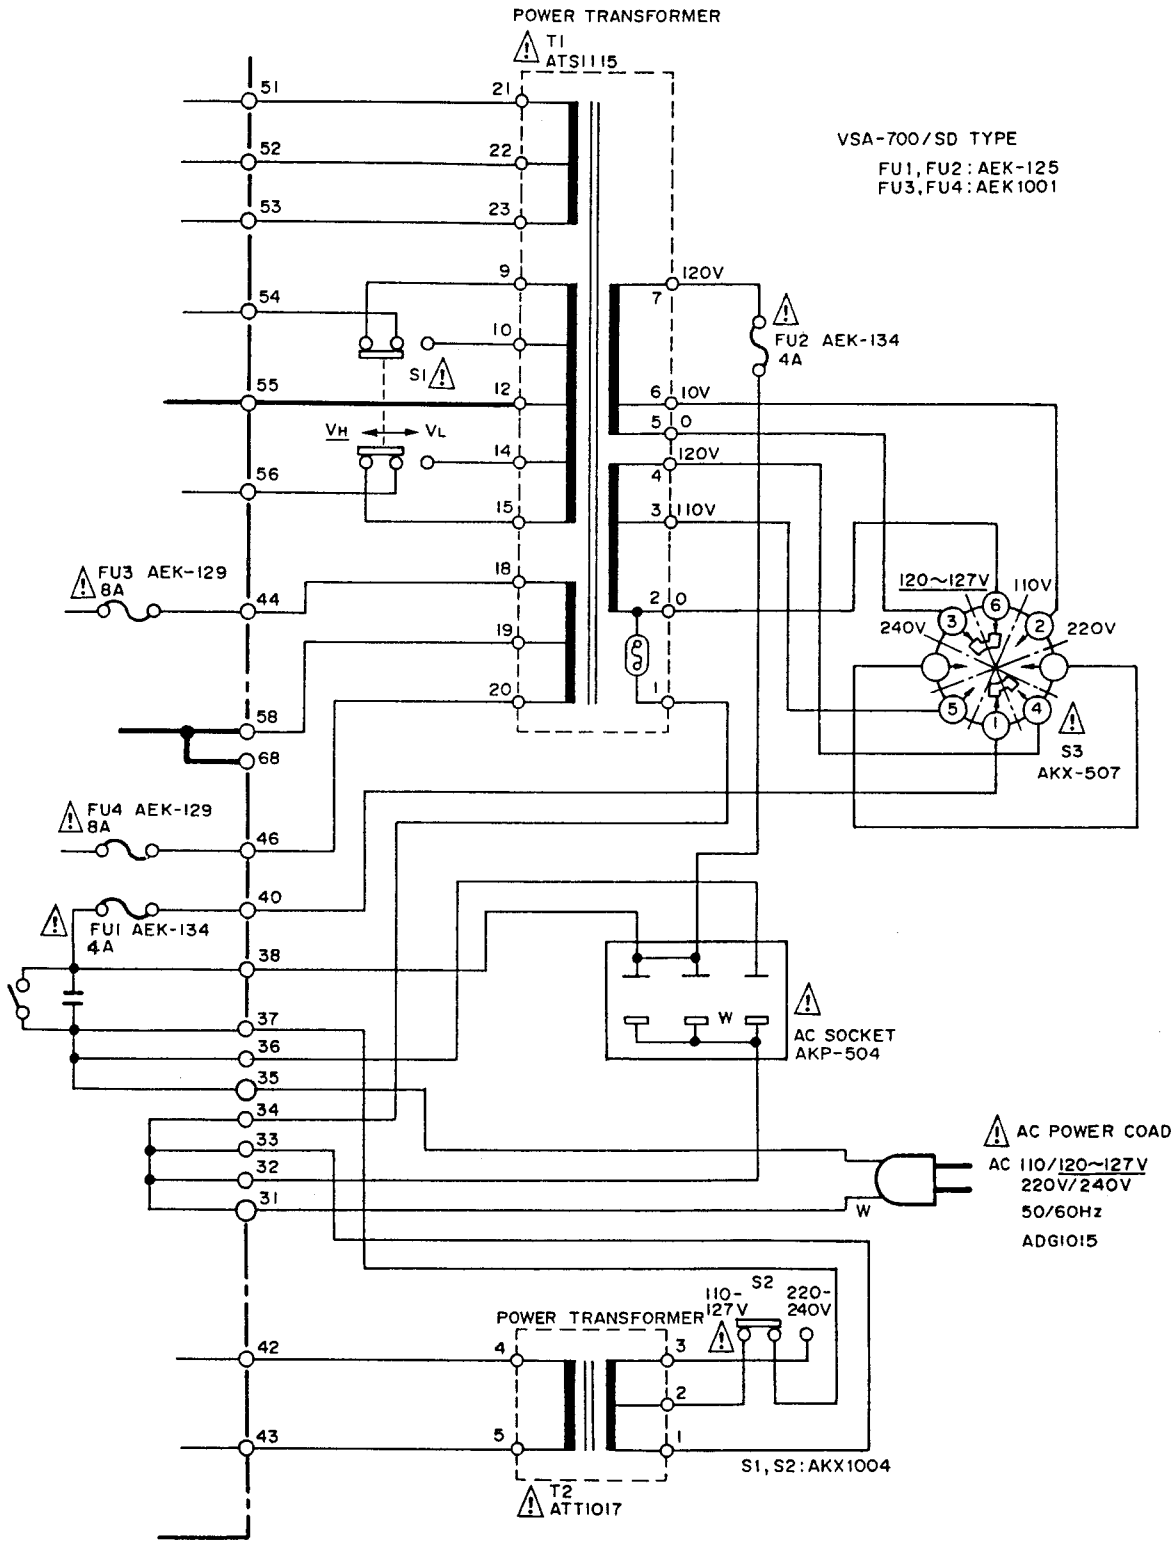 POWER TRANSFORMER
T1
ATS1115
VSA-700/SD TYPE
FU1, FU2: AEK-125
FU3, FU4: AEK1001
51
21
52
22
53
23
54
9
7
120V
FU2 AEK-134
4A
10
S1
55
12
6
10V
5
0
VH
VL
4
120V
56
14
3
110V
15
FU3 AEK-129
8A
44
18
2
0
120~127V
110V
240V
220V
3
6
2
5
1
4
S3
AKX-507
19
20
1
58
68
FU4 AEK-129
8A
46
40
FU1 AEK-134
4A
38
37
36
35
34
33
32
31
W
AC SOCKET
AKP-504
AC POWER COAD
AC 110/120~127V
220V/240V
50/60Hz
ADG1015
W
POWER TRANSFORMER
S2
110-
127V
220-
240V
42
4
3
2
43
5
1
S1, S2: AKX1004
T2
ATT1017